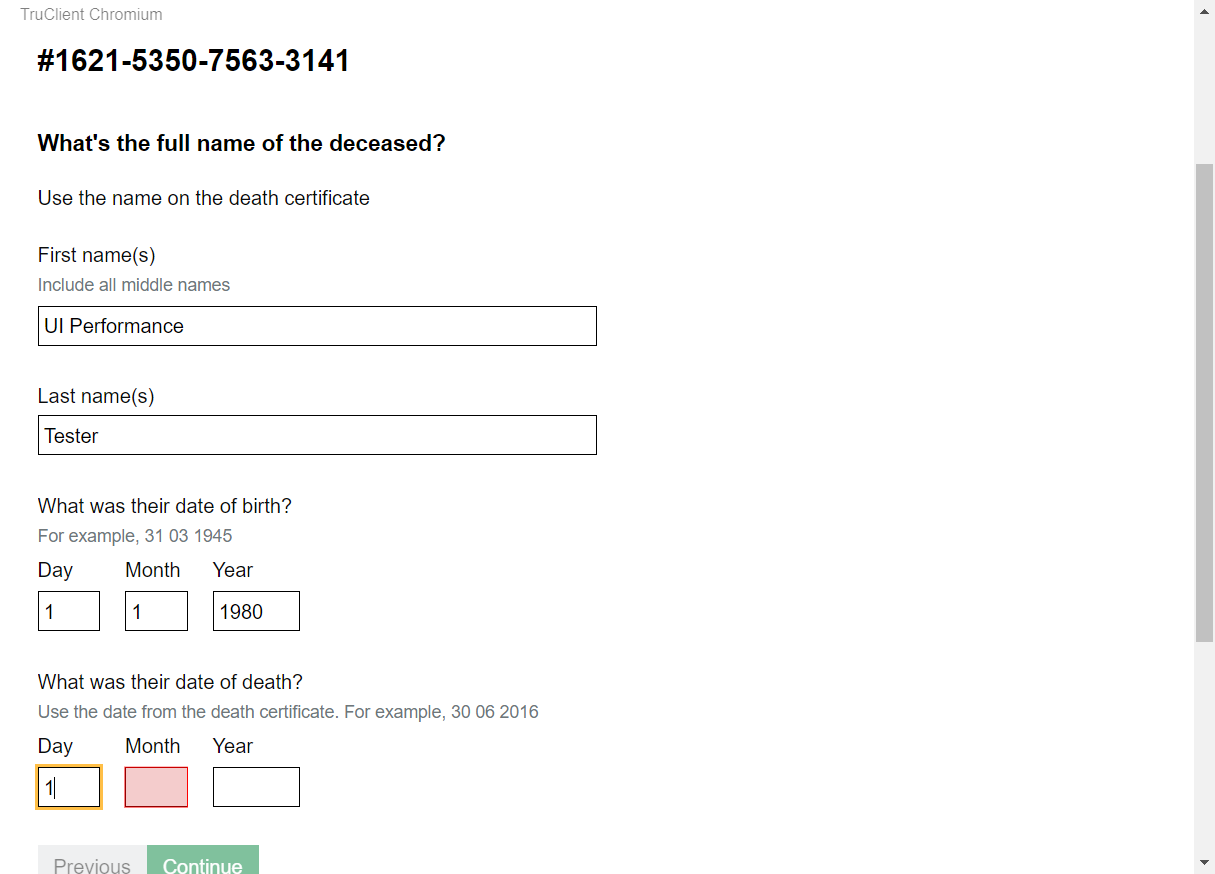 TruClient Chromium
#1621-5350-7563-3141
What's the full name of the deceased?
Use the name on the death certificate
First name(s)
Include all middle names
UI Performance
Last name(s)
Tester
What was their date of birth?
For example, 31 03 1945
Day Month Year
1 1 1980
What was their date of death?
Use the date from the death certificate. For example, 30 06 2016
Day Month Year
1
Previous Continue